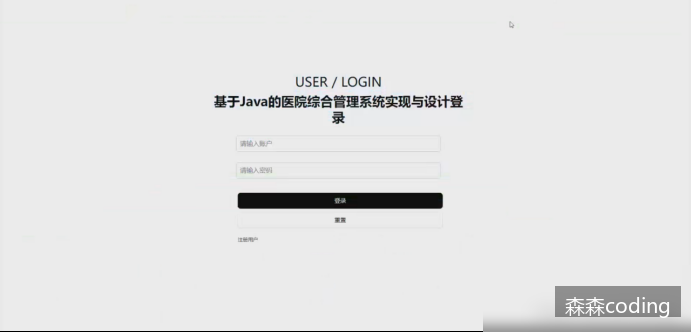 USER / LOGIN
基于Java的医院综合管理系统实现与设计登
录
请输入账户
请输入密码
登录
重置
注册用户
森森coding